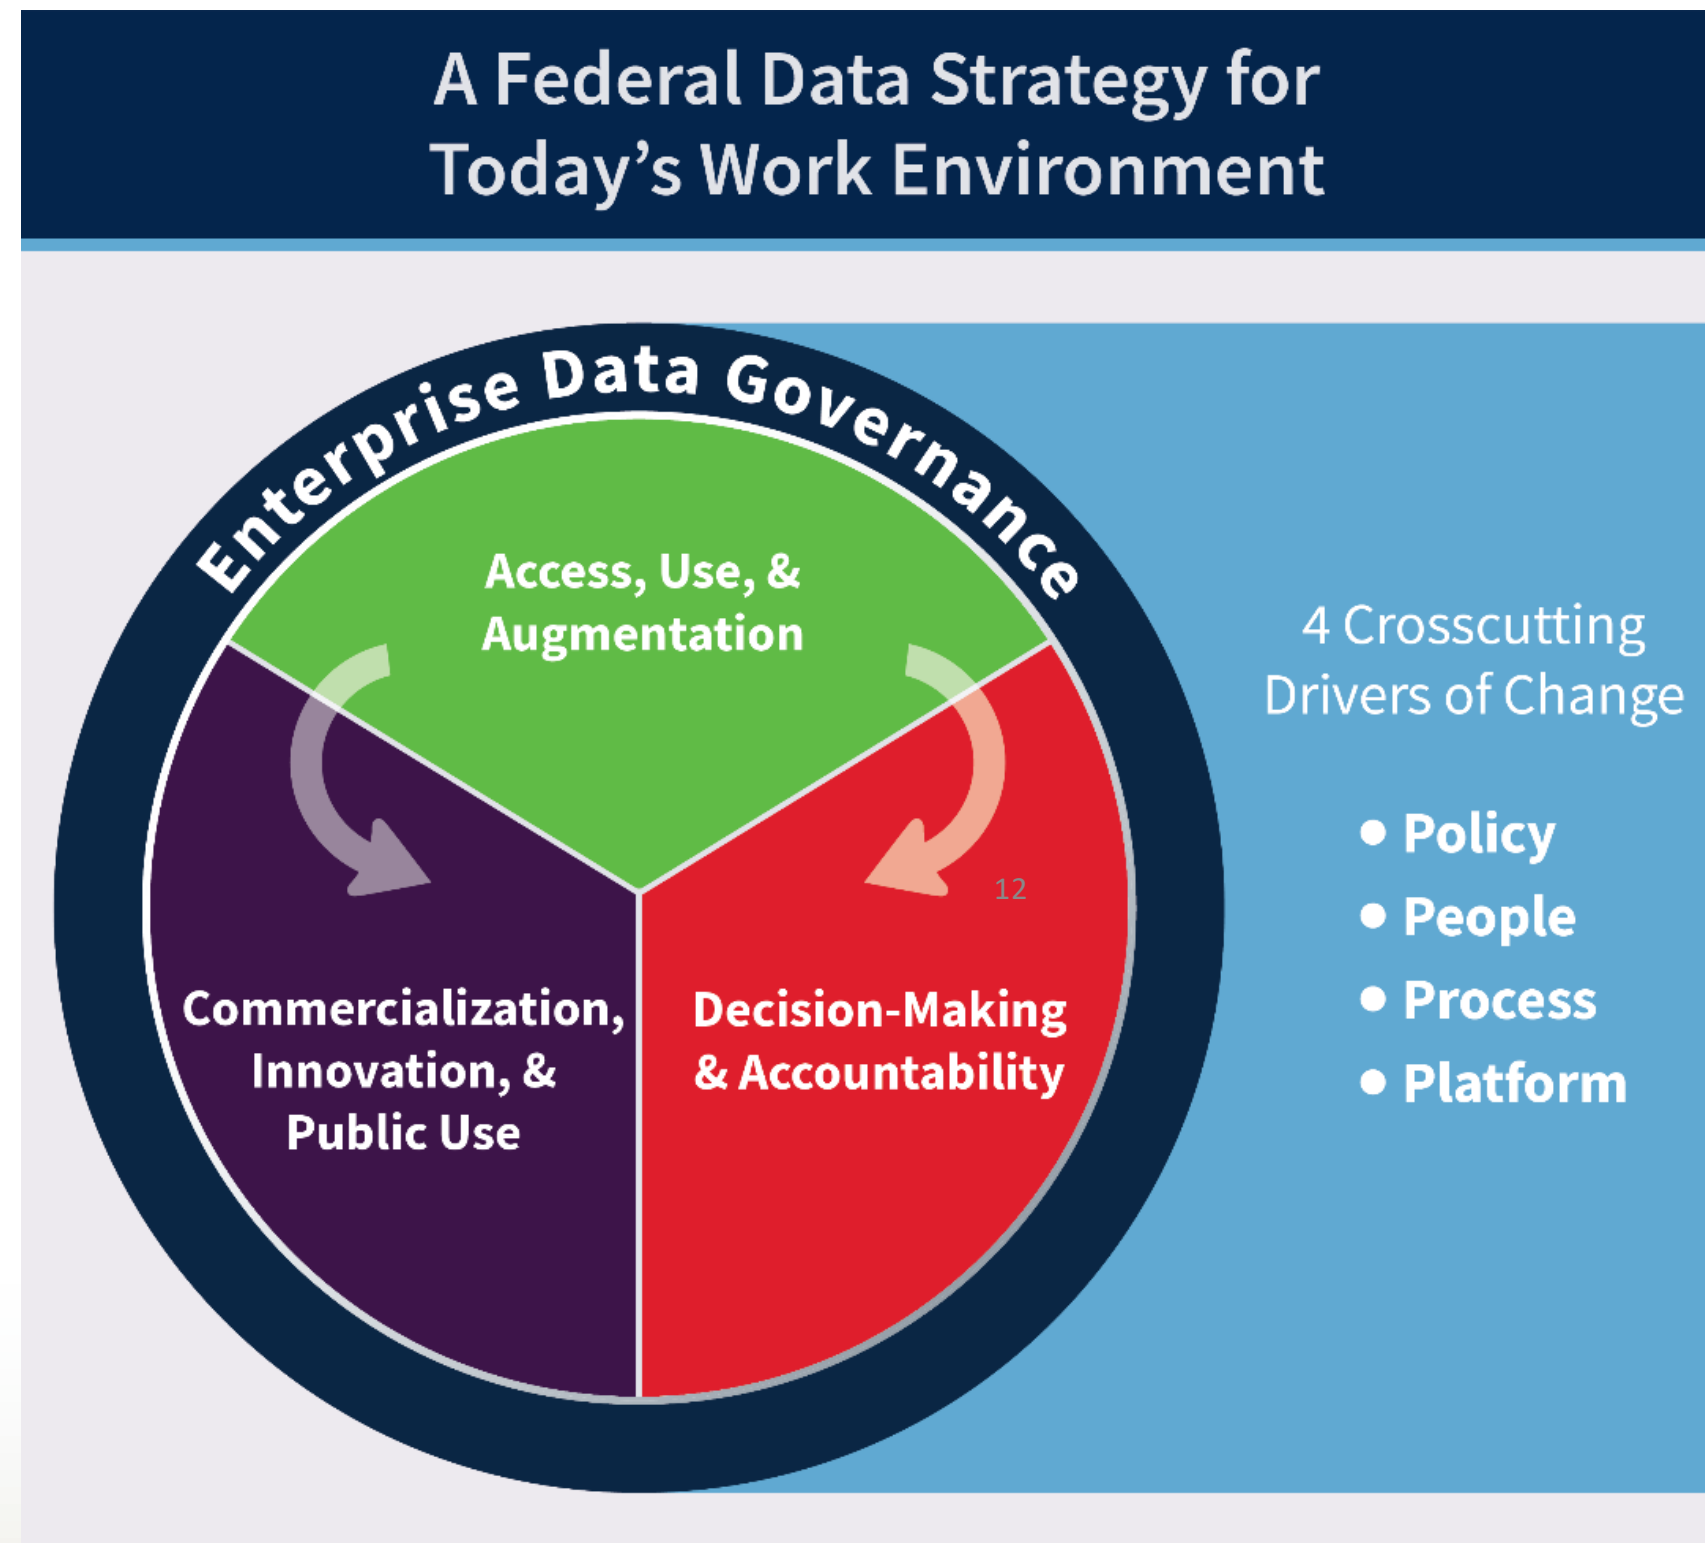 A Federal Data Strategy for
Today’s Work Environment
Enterprise Data Governance
Access, Use, &
Augmentation
Commercialization,
Innovation, &
Public Use
Decision-Making
& Accountability
12
4 Crosscutting
Drivers of Change
• Policy
• People
• Process
• Platform